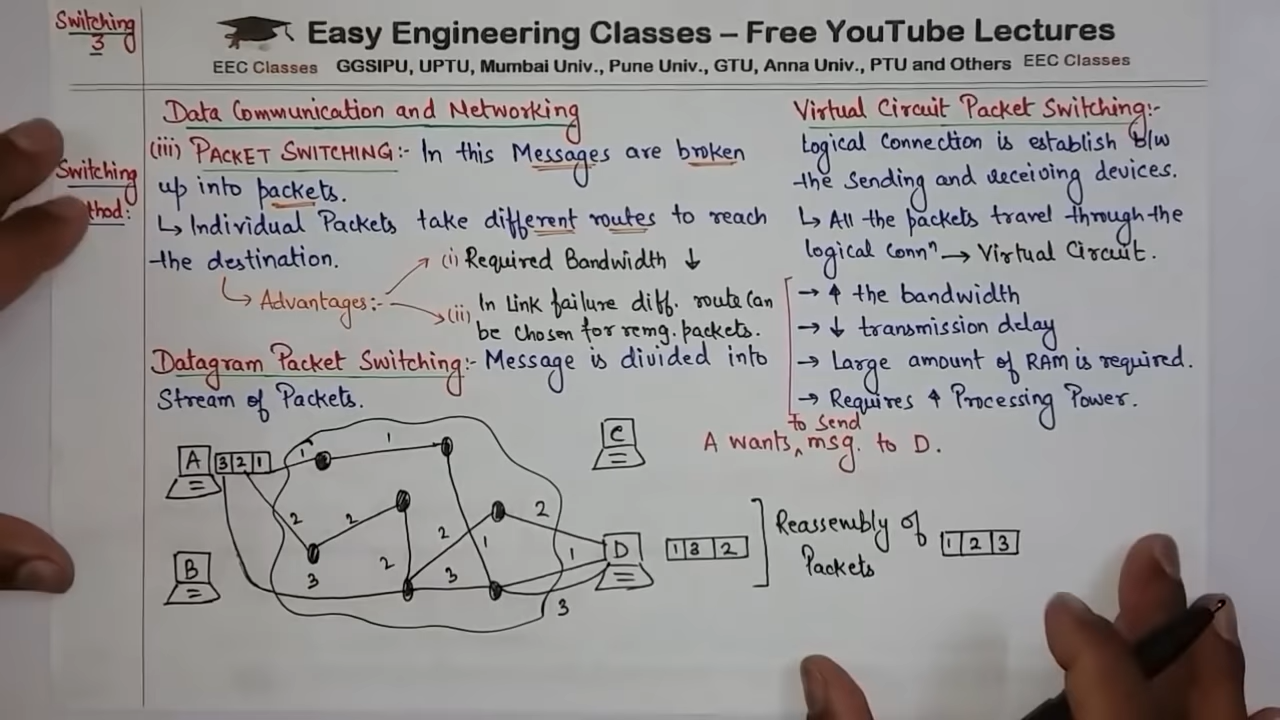 Switching
3
Easy Engineering Classes – Free YouTube Lectures
EEC Classes GGSIPU, UPTU, Mumbai Univ., Pune Univ., GTU, Anna Univ., PTU and Others EEC Classes
Data Communication and Networking
Switching
thod:
(iii) PACKET SWITCHING:- In this Messages are broken
up into packets.
↳ Individual Packets take different routes to reach
the destination.
↳ Advantages:-
(i) Required Bandwidth ↓
(ii) In Link failure diff. route Can
be chosen for remg. packets.
Datagram Packet Switching:- Message is divided into
Stream of Packets.
Virtual Circuit Packet Switching:-
Logical Connection is establish b/w
the Sending and receiving devices.
↳ All the packets travel through the
logical Connⁿ → Virtual Circuit.
→ ↑ the bandwidth
→ ↓ transmission delay
→ Large amount of RAM is required.
→ Requires ↑ Processing Power.
to send
A wants, msg. to D.
A 3 2 1
1 1
C
2 2
2 2
B
3 2 3 1
1
3
D
1 3 2
Reassembly of
Packets
1 2 3